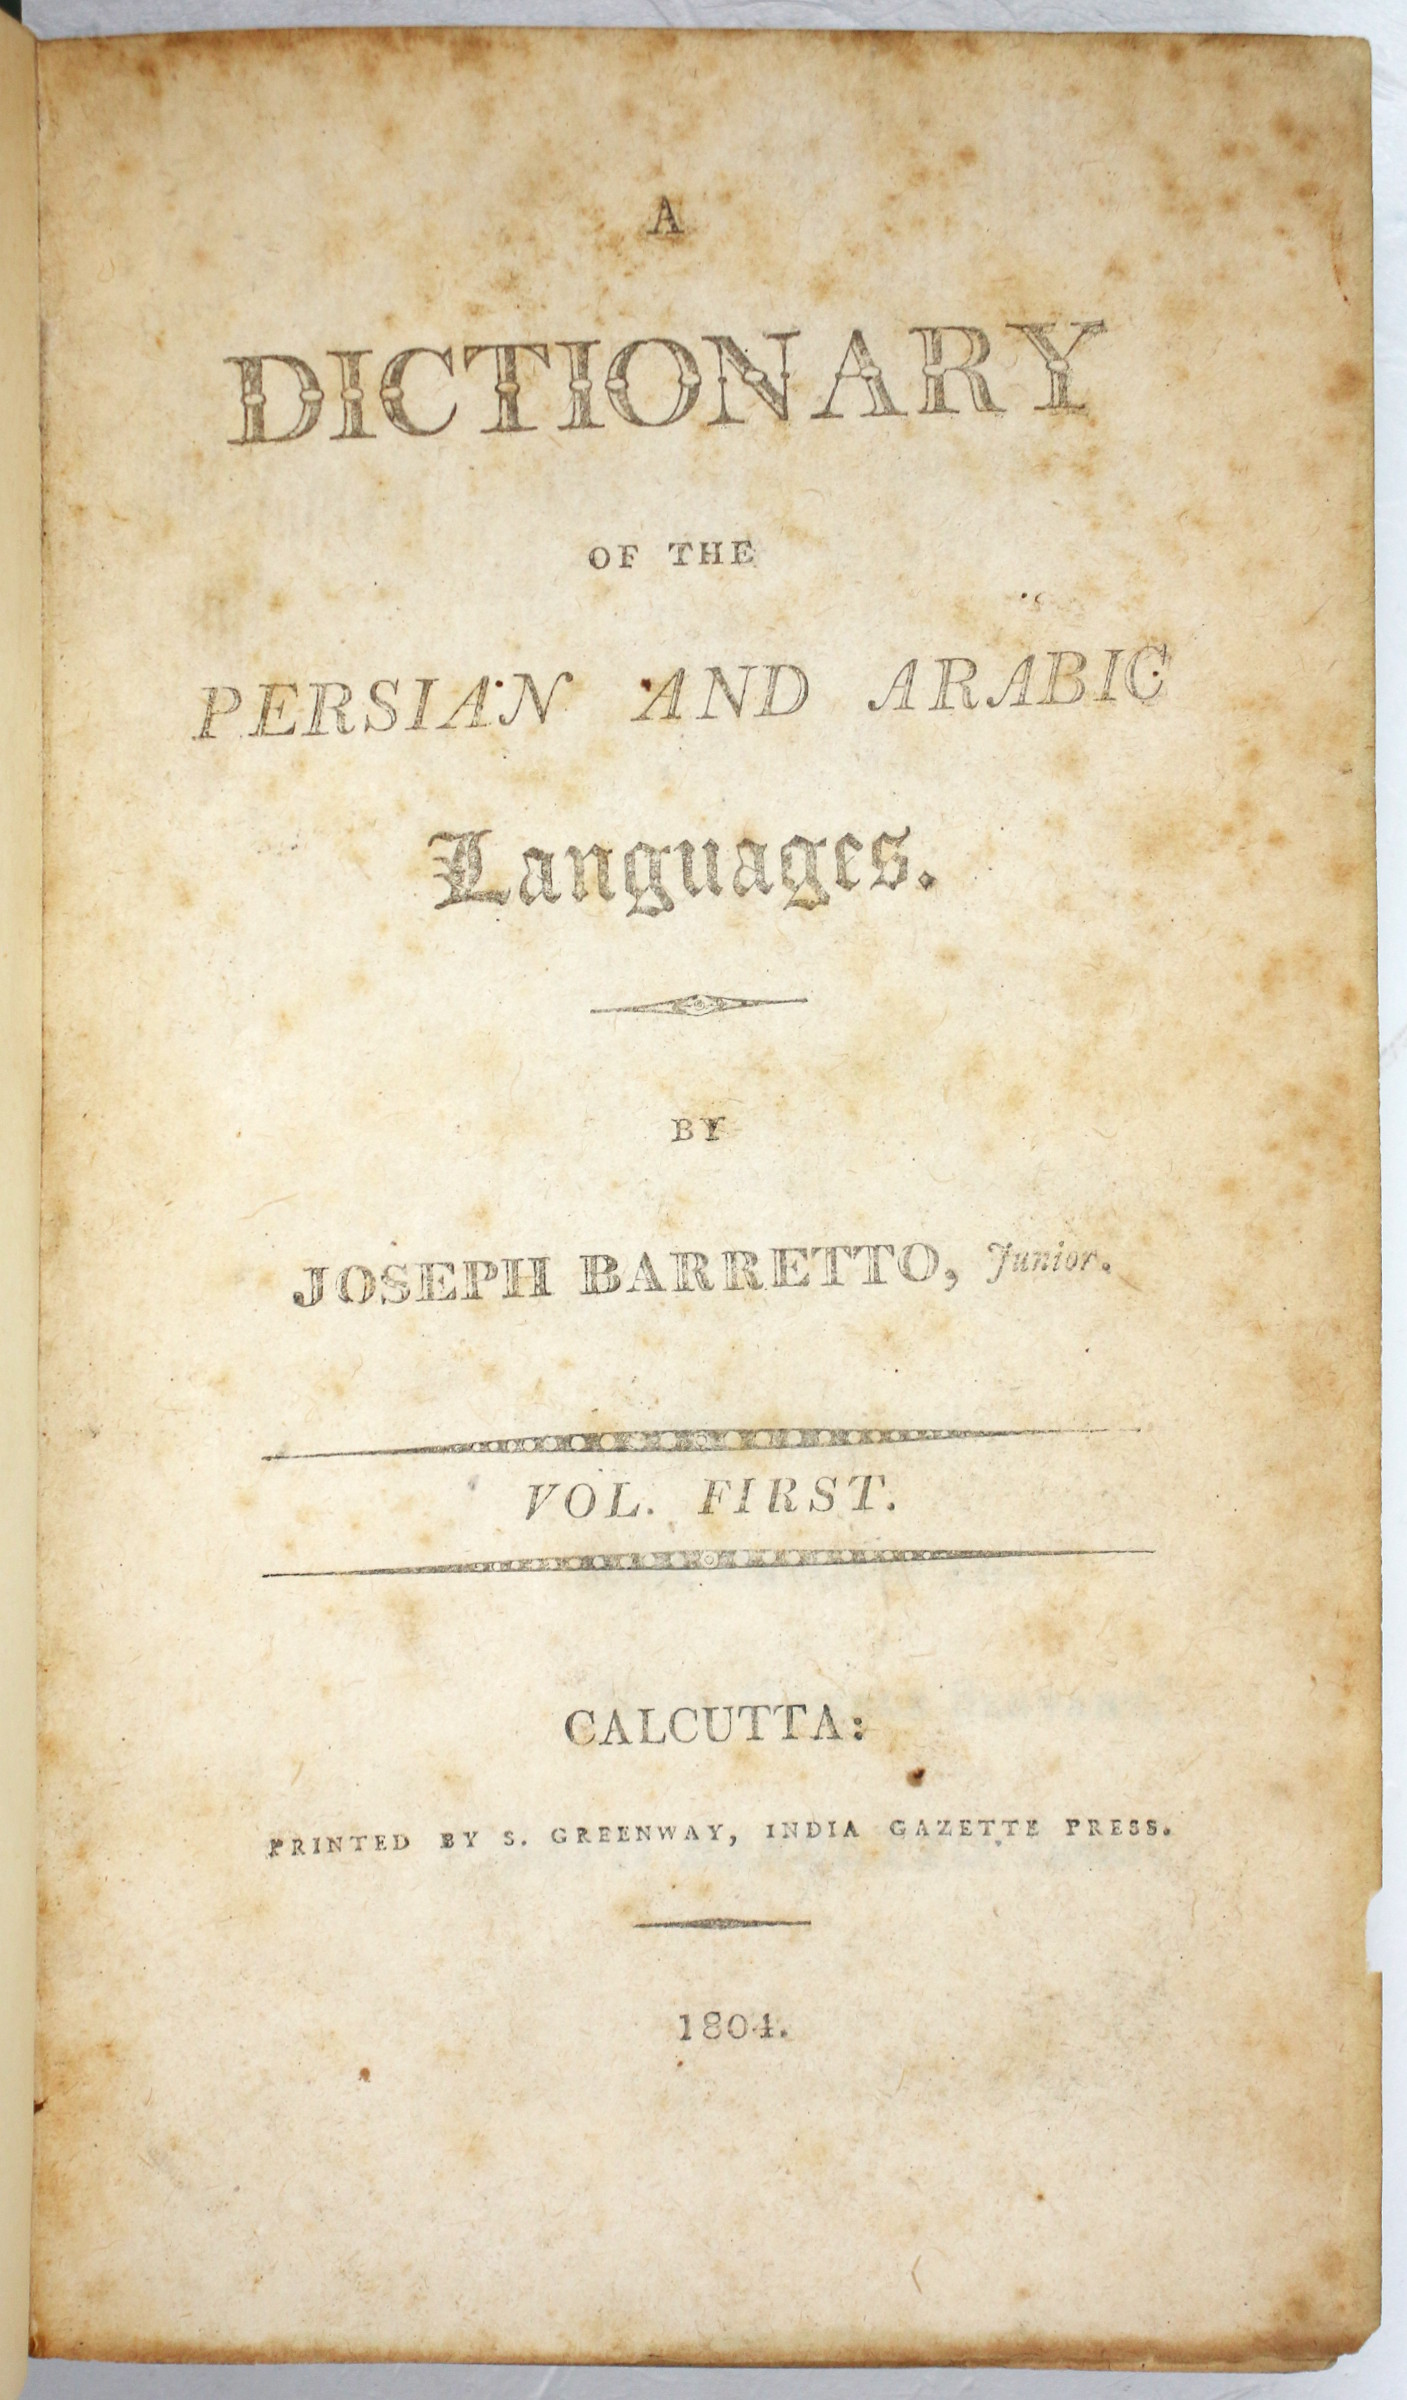 A
DICTIONARY
OF THE
PERSIAN AND ARABIC
Languages.
BY
JOSEPH BARRETTO, Junior.
VOL. FIRST.
CALCUTTA:
PRINTED BY S. GREENWAY, INDIA GAZETTE PRESS.
1804.